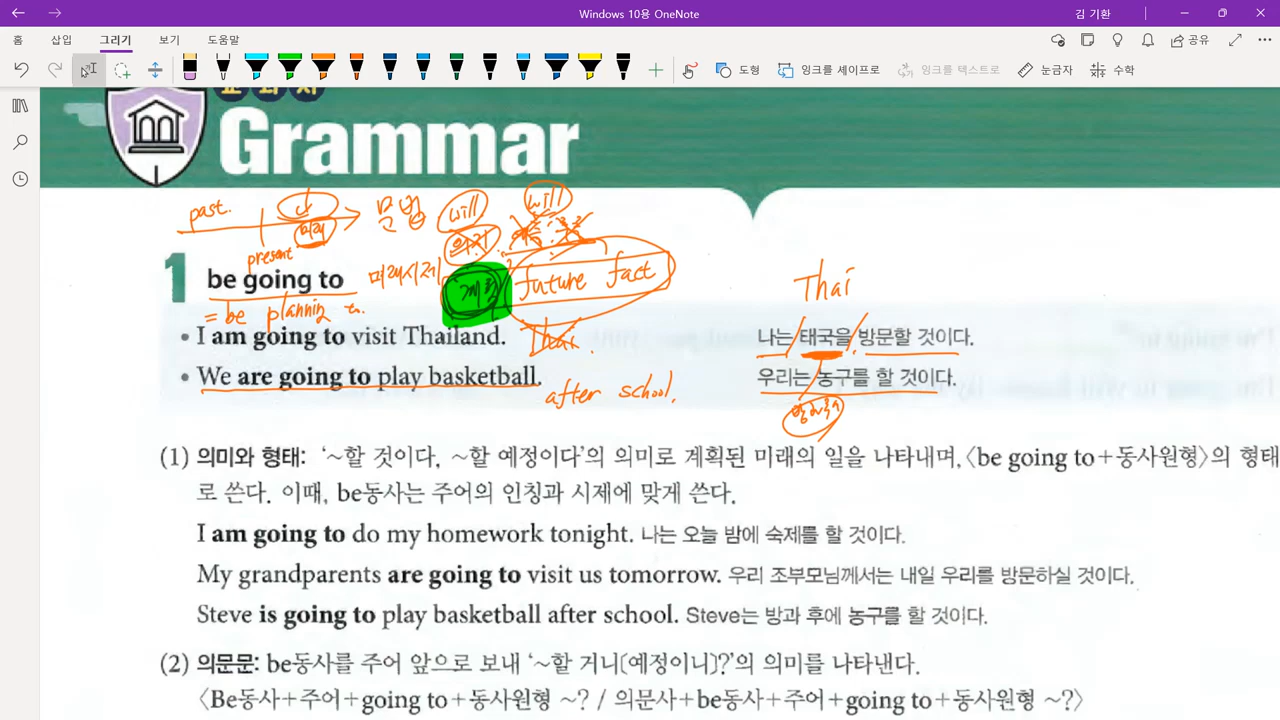 Windows 10용 OneNote
김 기환
홈 삽입 그리기 보기 도움말
공유
도형 잉크를 셰이프로 잉크를 텍스트로 눈금자 수학
교과서
Grammar
past. 미래 문법 will will
present 의지
1 be going to 미래시제 계획 future fact
= be planning to. Thai
• I am going to visit Thailand. Thai. 나는 태국을 방문할 것이다.
• We are going to play basketball. 우리는 농구를 할 것이다.
after school. 방과후
(1) 의미와 형태: ‘~할 것이다, ~할 예정이다’의 의미로 계획된 미래의 일을 나타내며, 〈be going to+동사원형〉의 형태
로 쓴다. 이때, be동사는 주어의 인칭과 시제에 맞게 쓴다.
I am going to do my homework tonight. 나는 오늘 밤에 숙제를 할 것이다.
My grandparents are going to visit us tomorrow. 우리 조부모님께서는 내일 우리를 방문하실 것이다.
Steve is going to play basketball after school. Steve는 방과 후에 농구를 할 것이다.
(2) 의문문: be동사를 주어 앞으로 보내 ‘~할 거니[예정이니]?’의 의미를 나타낸다.
〈Be동사+주어+going to+동사원형 ~? / 의문사+be동사+주어+going to+동사원형 ~?〉